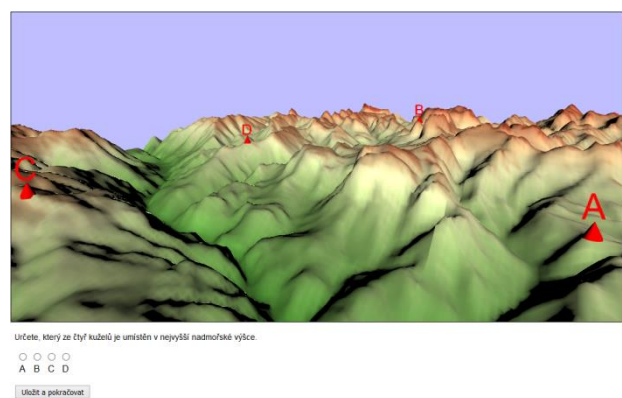 B
D
C
A
Určete, který ze čtyř kuželů je umístěn v nejvyšší nadmořské výšce.
A B C D
Uložit a pokračovat